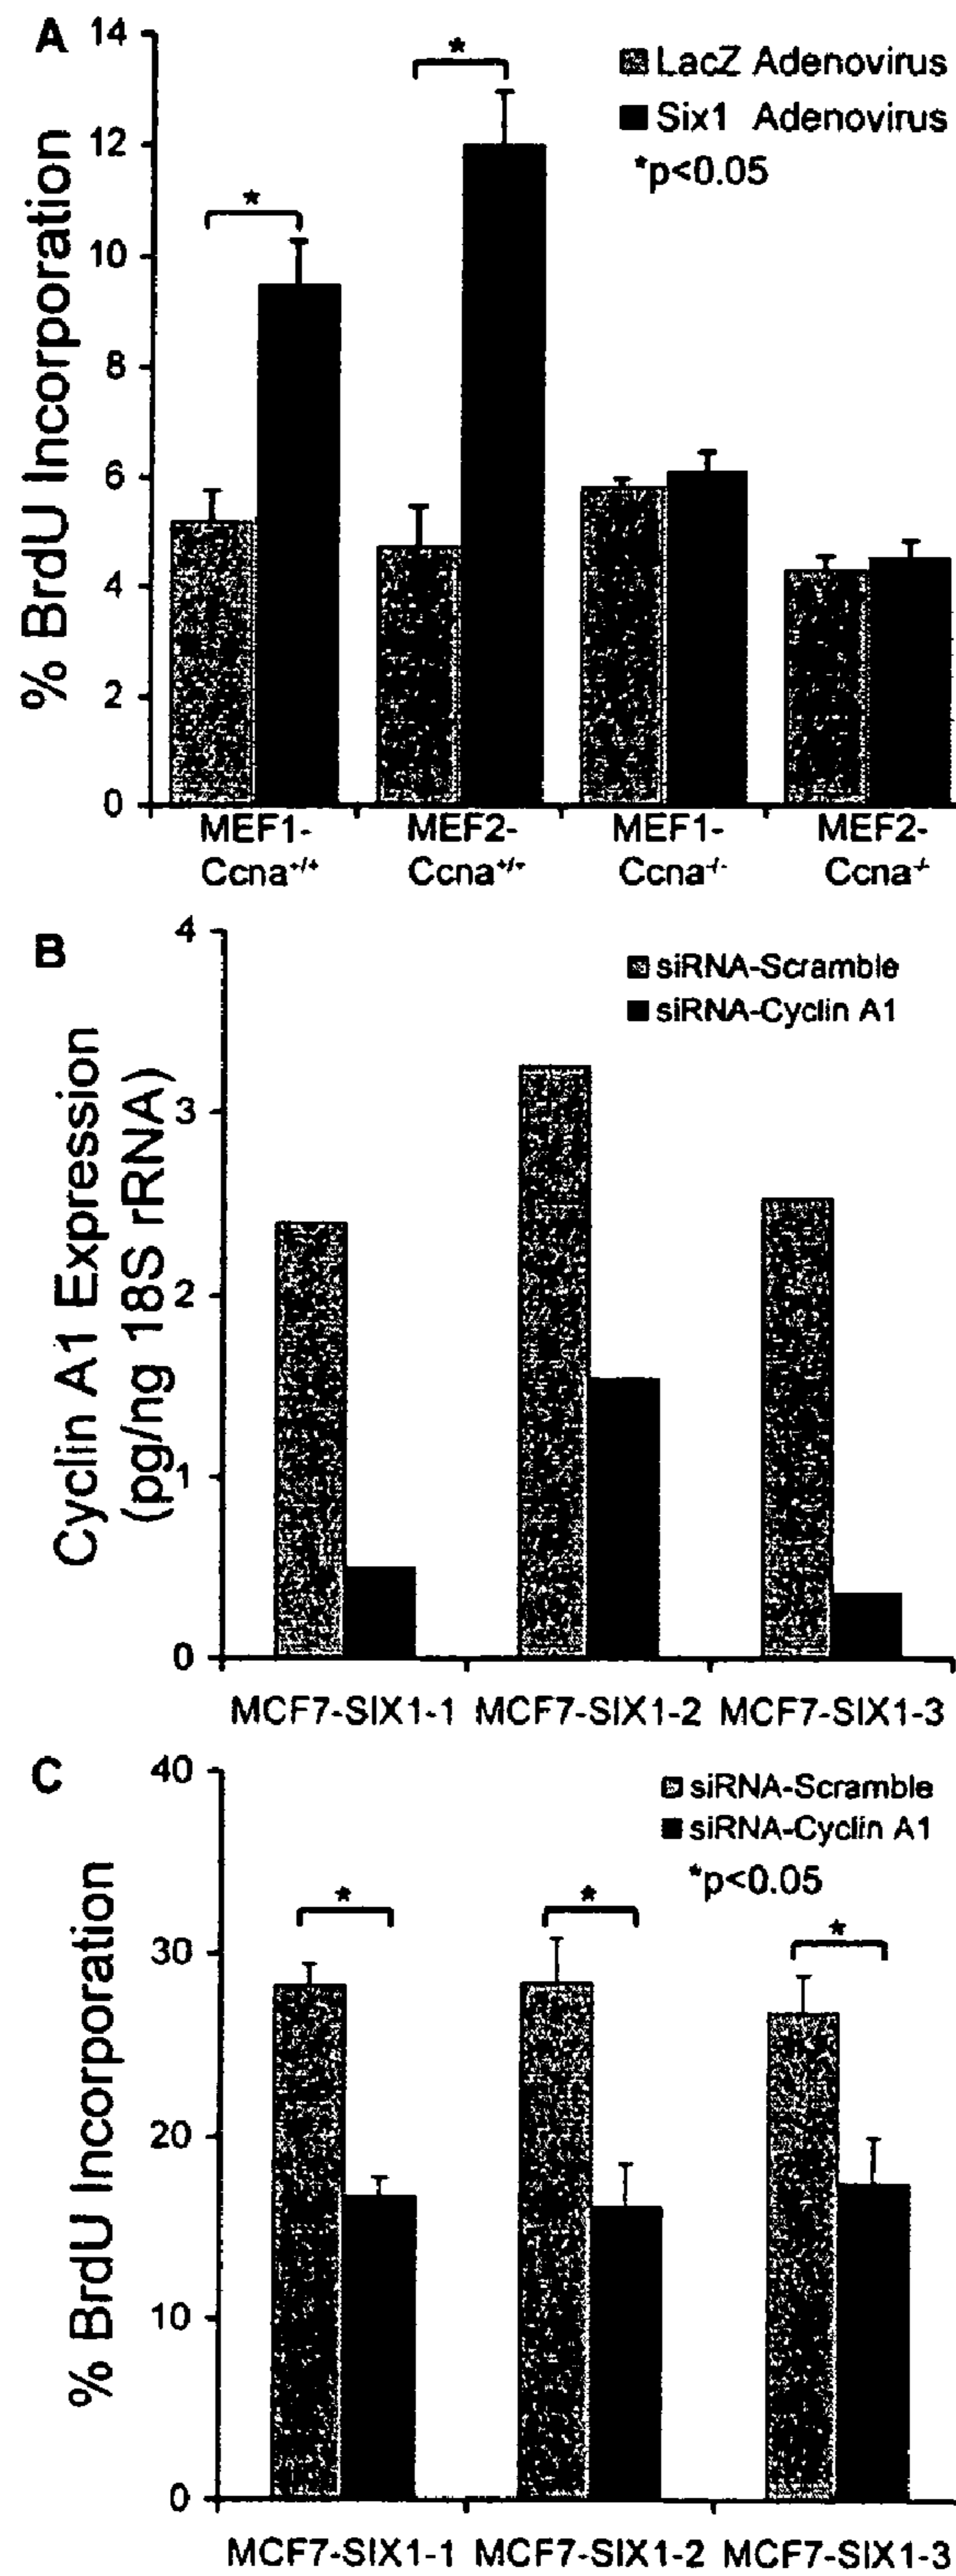 A
14
12
10
8
6
4
2
0
% BrdU Incorporation
*
*
LacZ Adenovirus
Six1 Adenovirus
*p<0.05
MEF1-
Ccna+/+
MEF2-
Ccna+/+
MEF1-
Ccna-/-
MEF2-
Ccna-/-
B
4
3
2
1
0
Cyclin A1 Expression
(pg/ng 18S rRNA)
siRNA-Scramble
siRNA-Cyclin A1
MCF7-SIX1-1 MCF7-SIX1-2 MCF7-SIX1-3
C
40
30
20
10
0
% BrdU Incorporation
siRNA-Scramble
siRNA-Cyclin A1
*p<0.05
*
*
*
MCF7-SIX1-1 MCF7-SIX1-2 MCF7-SIX1-3